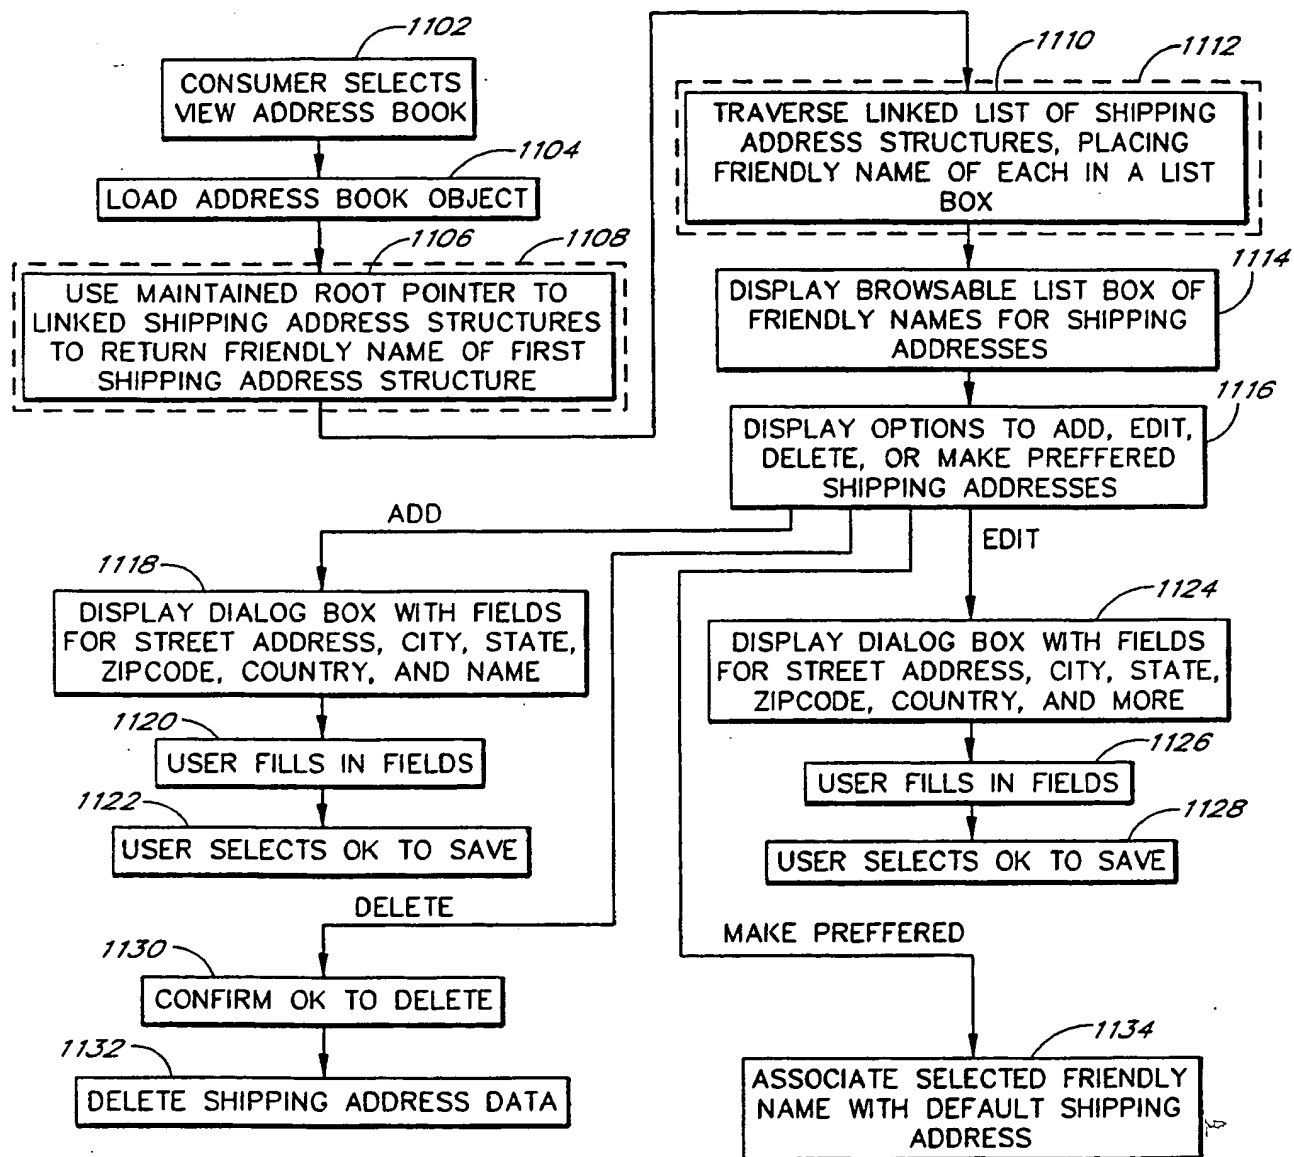 1102
CONSUMER SELECTS
VIEW ADDRESS BOOK
1104
LOAD ADDRESS BOOK OBJECT
1106
1108
USE MAINTAINED ROOT POINTER TO
LINKED SHIPPING ADDRESS STRUCTURES
TO RETURN FRIENDLY NAME OF FIRST
SHIPPING ADDRESS STRUCTURE
1110
1112
TRAVERSE LINKED LIST OF SHIPPING
ADDRESS STRUCTURES, PLACING
FRIENDLY NAME OF EACH IN A LIST
BOX
1114
DISPLAY BROWSABLE LIST BOX OF
FRIENDLY NAMES FOR SHIPPING
ADDRESSES
1116
DISPLAY OPTIONS TO ADD, EDIT,
DELETE, OR MAKE PREFFERED
SHIPPING ADDRESSES
ADD
1118
DISPLAY DIALOG BOX WITH FIELDS
FOR STREET ADDRESS, CITY, STATE,
ZIPCODE, COUNTRY, AND NAME
1120
USER FILLS IN FIELDS
1122
USER SELECTS OK TO SAVE
EDIT
1124
DISPLAY DIALOG BOX WITH FIELDS
FOR STREET ADDRESS, CITY, STATE,
ZIPCODE, COUNTRY, AND MORE
1126
USER FILLS IN FIELDS
1128
USER SELECTS OK TO SAVE
DELETE
1130
CONFIRM OK TO DELETE
1132
DELETE SHIPPING ADDRESS DATA
MAKE PREFFERED
1134
ASSOCIATE SELECTED FRIENDLY
NAME WITH DEFAULT SHIPPING
ADDRESS